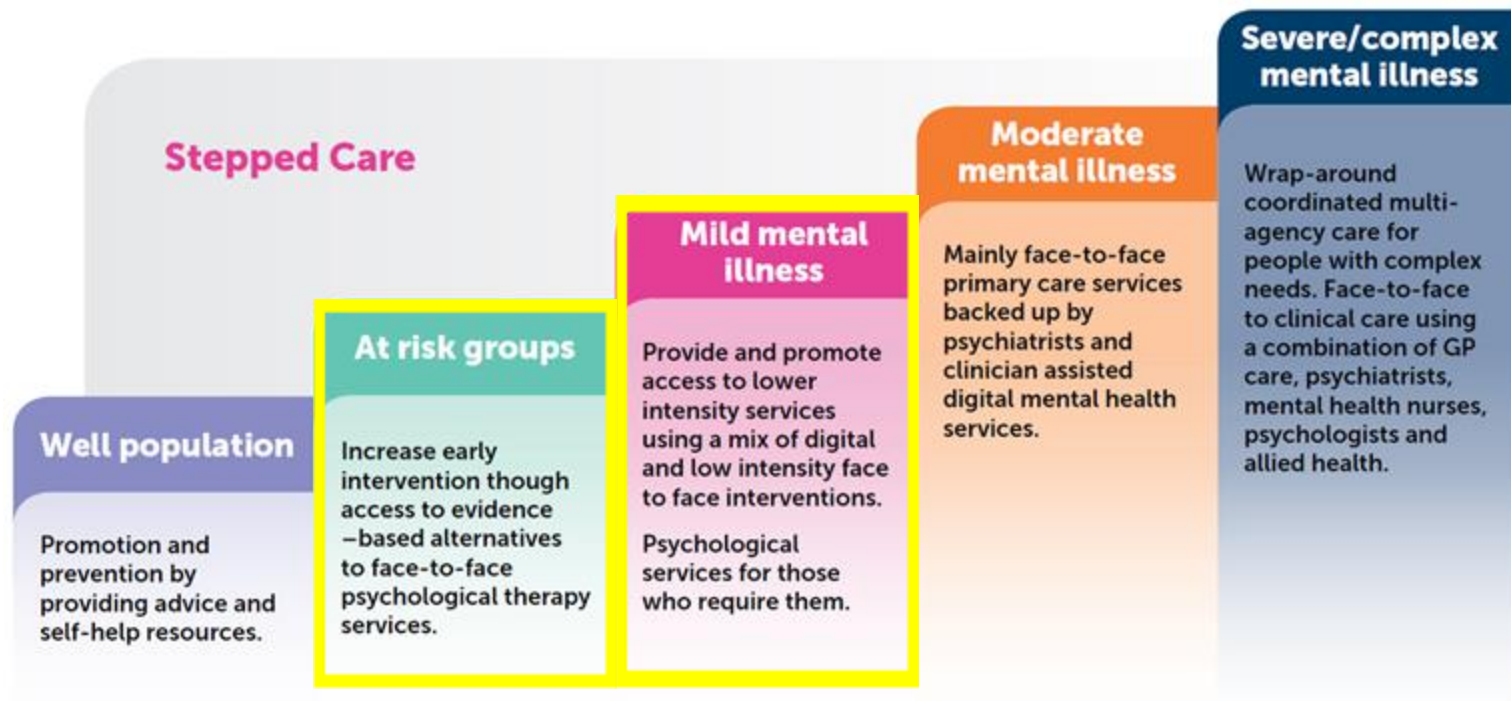 Stepped Care
Well population
Promotion and
prevention by
providing advice and
self-help resources.
At risk groups
Increase early
intervention though
access to evidence
–based alternatives
to face-to-face
psychological therapy
services.
Mild mental
illness
Provide and promote
access to lower
intensity services
using a mix of digital
and low intensity face
to face interventions.
Psychological
services for those
who require them.
Moderate
mental illness
Mainly face-to-face
primary care services
backed up by
psychiatrists and
clinician assisted
digital mental health
services.
Severe/complex
mental illness
Wrap-around
coordinated multi-
agency care for
people with complex
needs. Face-to-face
to clinical care using
a combination of GP
care, psychiatrists,
mental health nurses,
psychologists and
allied health.